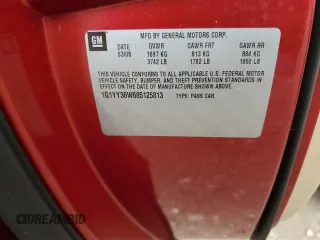 GM
MFD BY GENERAL MOTORS CORP.
DATE GVWR GAWR FRT GAWR RR
03/08 1697 KG 813 KG 884 KG
3742 LB 1792 LB 1950 LB
THIS VEHICLE CONFORMS TO ALL APPLICABLE U.S. FEDERAL MOTOR
VEHICLE SAFETY, BUMPER, AND THEFT PREVENTION STANDARDS IN
EFFECT ON THE DATE OF MANUFACTURE SHOWN ABOVE.
1G1YY36W685125813 TYPE: PASS CAR
DREAMBID